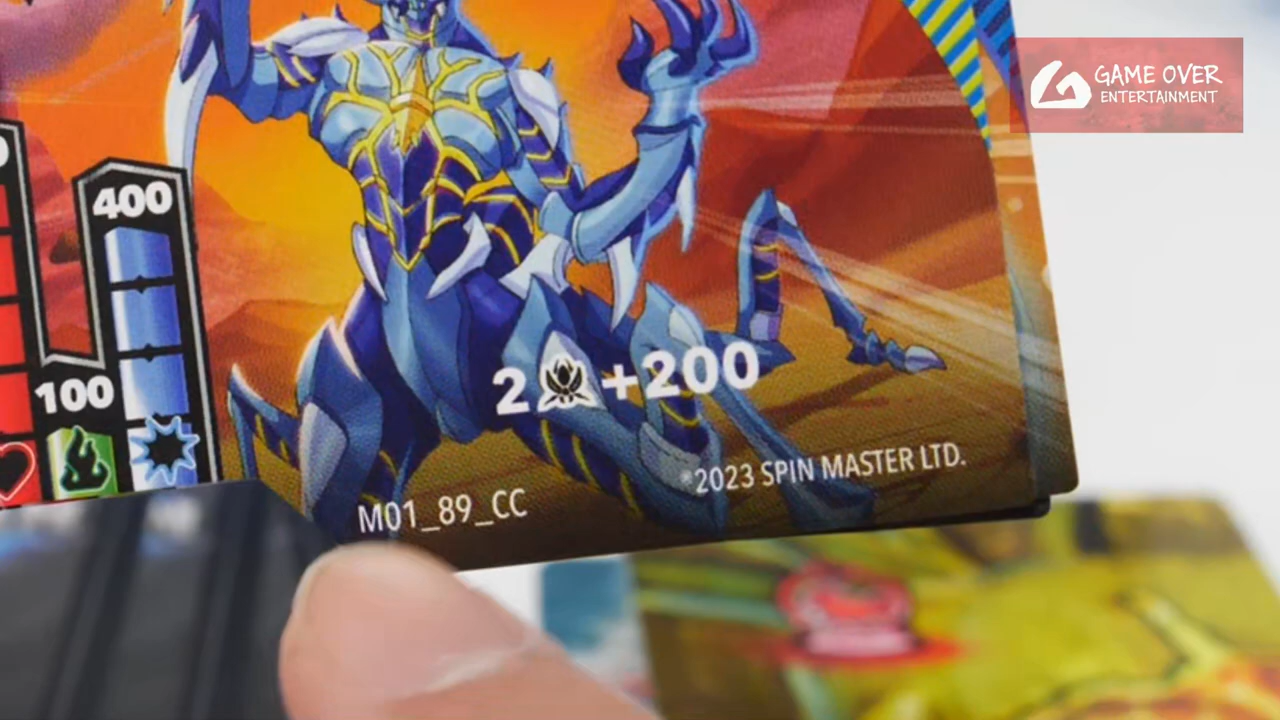 GAME OVER
ENTERTAINMENT
400
100
2 +200
©2023 SPIN MASTER LTD.
M01_89_CC